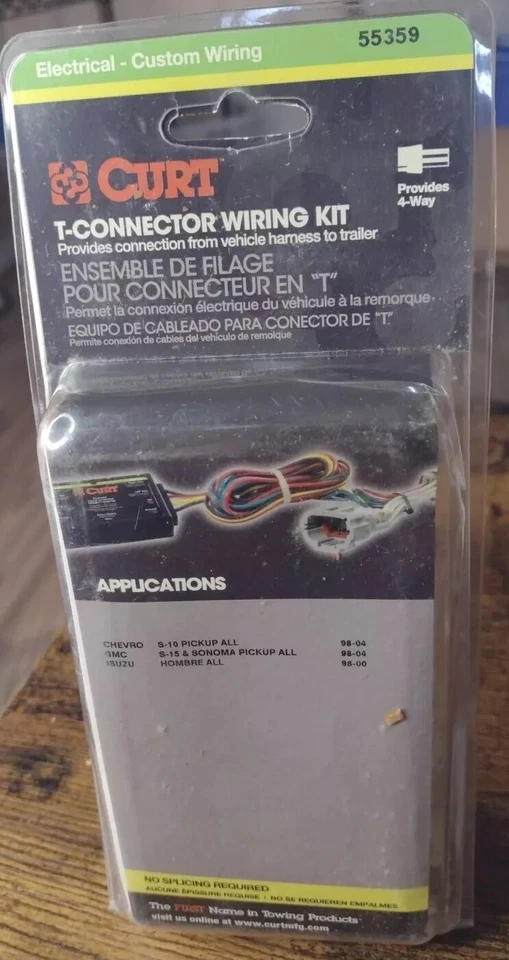 Electrical - Custom Wiring
55359
CURT
Provides
4-Way
T-CONNECTOR WIRING KIT
Provides connection from vehicle harness to trailer
ENSEMBLE DE FILAGE
POUR CONNECTEUR EN "T"
Permet la connexion électrique du véhicule à la remorque
EQUIPO DE CABLEADO PARA CONECTOR DE "T"
Permite conexión de cables del vehículo de remolque
CURT
APPLICATIONS
CHEVRO S-10 PICKUP ALL 98-04
GMC S-15 & SONOMA PICKUP ALL 98-04
ISUZU HOMBRE ALL 98-00
NO SPLICING REQUIRED
AUCUNE ÉPISSURE REQUISE / NO SE REQUIEREN EMPALMES
The FIRST Name in Towing Products
visit us online at www.curtmfg.com